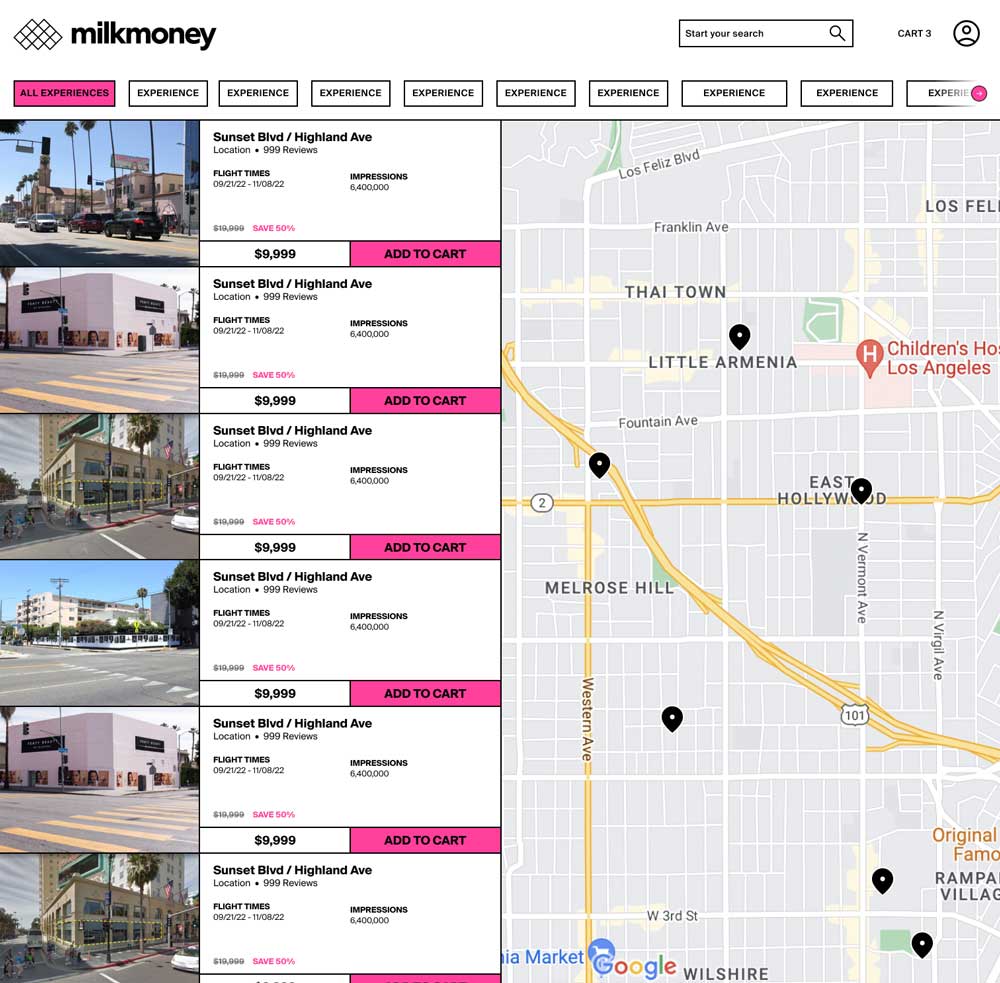 milkmoney
Start your search
CART 3
ALL EXPERIENCES
EXPERIENCE
EXPERIENCE
EXPERIENCE
EXPERIENCE
EXPERIENCE
EXPERIENCE
EXPERIENCE
EXPERIENCE
EXPERIE
Sunset Blvd / Highland Ave
Location • 999 Reviews
FLIGHT TIMES
09/21/22 - 11/08/22
IMPRESSIONS
6,400,000
$19,999 SAVE 50%
$9,999
ADD TO CART
FENTY BEAUTY
Sunset Blvd / Highland Ave
Location • 999 Reviews
FLIGHT TIMES
09/21/22 - 11/08/22
IMPRESSIONS
6,400,000
$19,999 SAVE 50%
$9,999
ADD TO CART
Sunset Blvd / Highland Ave
Location • 999 Reviews
FLIGHT TIMES
09/21/22 - 11/08/22
IMPRESSIONS
6,400,000
$19,999 SAVE 50%
$9,999
ADD TO CART
Sunset Blvd / Highland Ave
Location • 999 Reviews
FLIGHT TIMES
09/21/22 - 11/08/22
IMPRESSIONS
6,400,000
$19,999 SAVE 50%
$9,999
ADD TO CART
FENTY BEAUTY
Sunset Blvd / Highland Ave
Location • 999 Reviews
FLIGHT TIMES
09/21/22 - 11/08/22
IMPRESSIONS
6,400,000
$19,999 SAVE 50%
$9,999
ADD TO CART
Sunset Blvd / Highland Ave
Location • 999 Reviews
FLIGHT TIMES
09/21/22 - 11/08/22
IMPRESSIONS
6,400,000
$19,999 SAVE 50%
Los Feliz Blvd
LOS FELI
Franklin Ave
THAI TOWN
LITTLE ARMENIA
H
Children's Hos
Los Angeles
Fountain Ave
2
EAST
HOLLYWOOD
N Vermont Ave
MELROSE HILL
N Virgil Ave
Western Ave
101
Original
Famo
RAMPA
VILLAG
W 3rd St
ia Market
Google
WILSHIRE